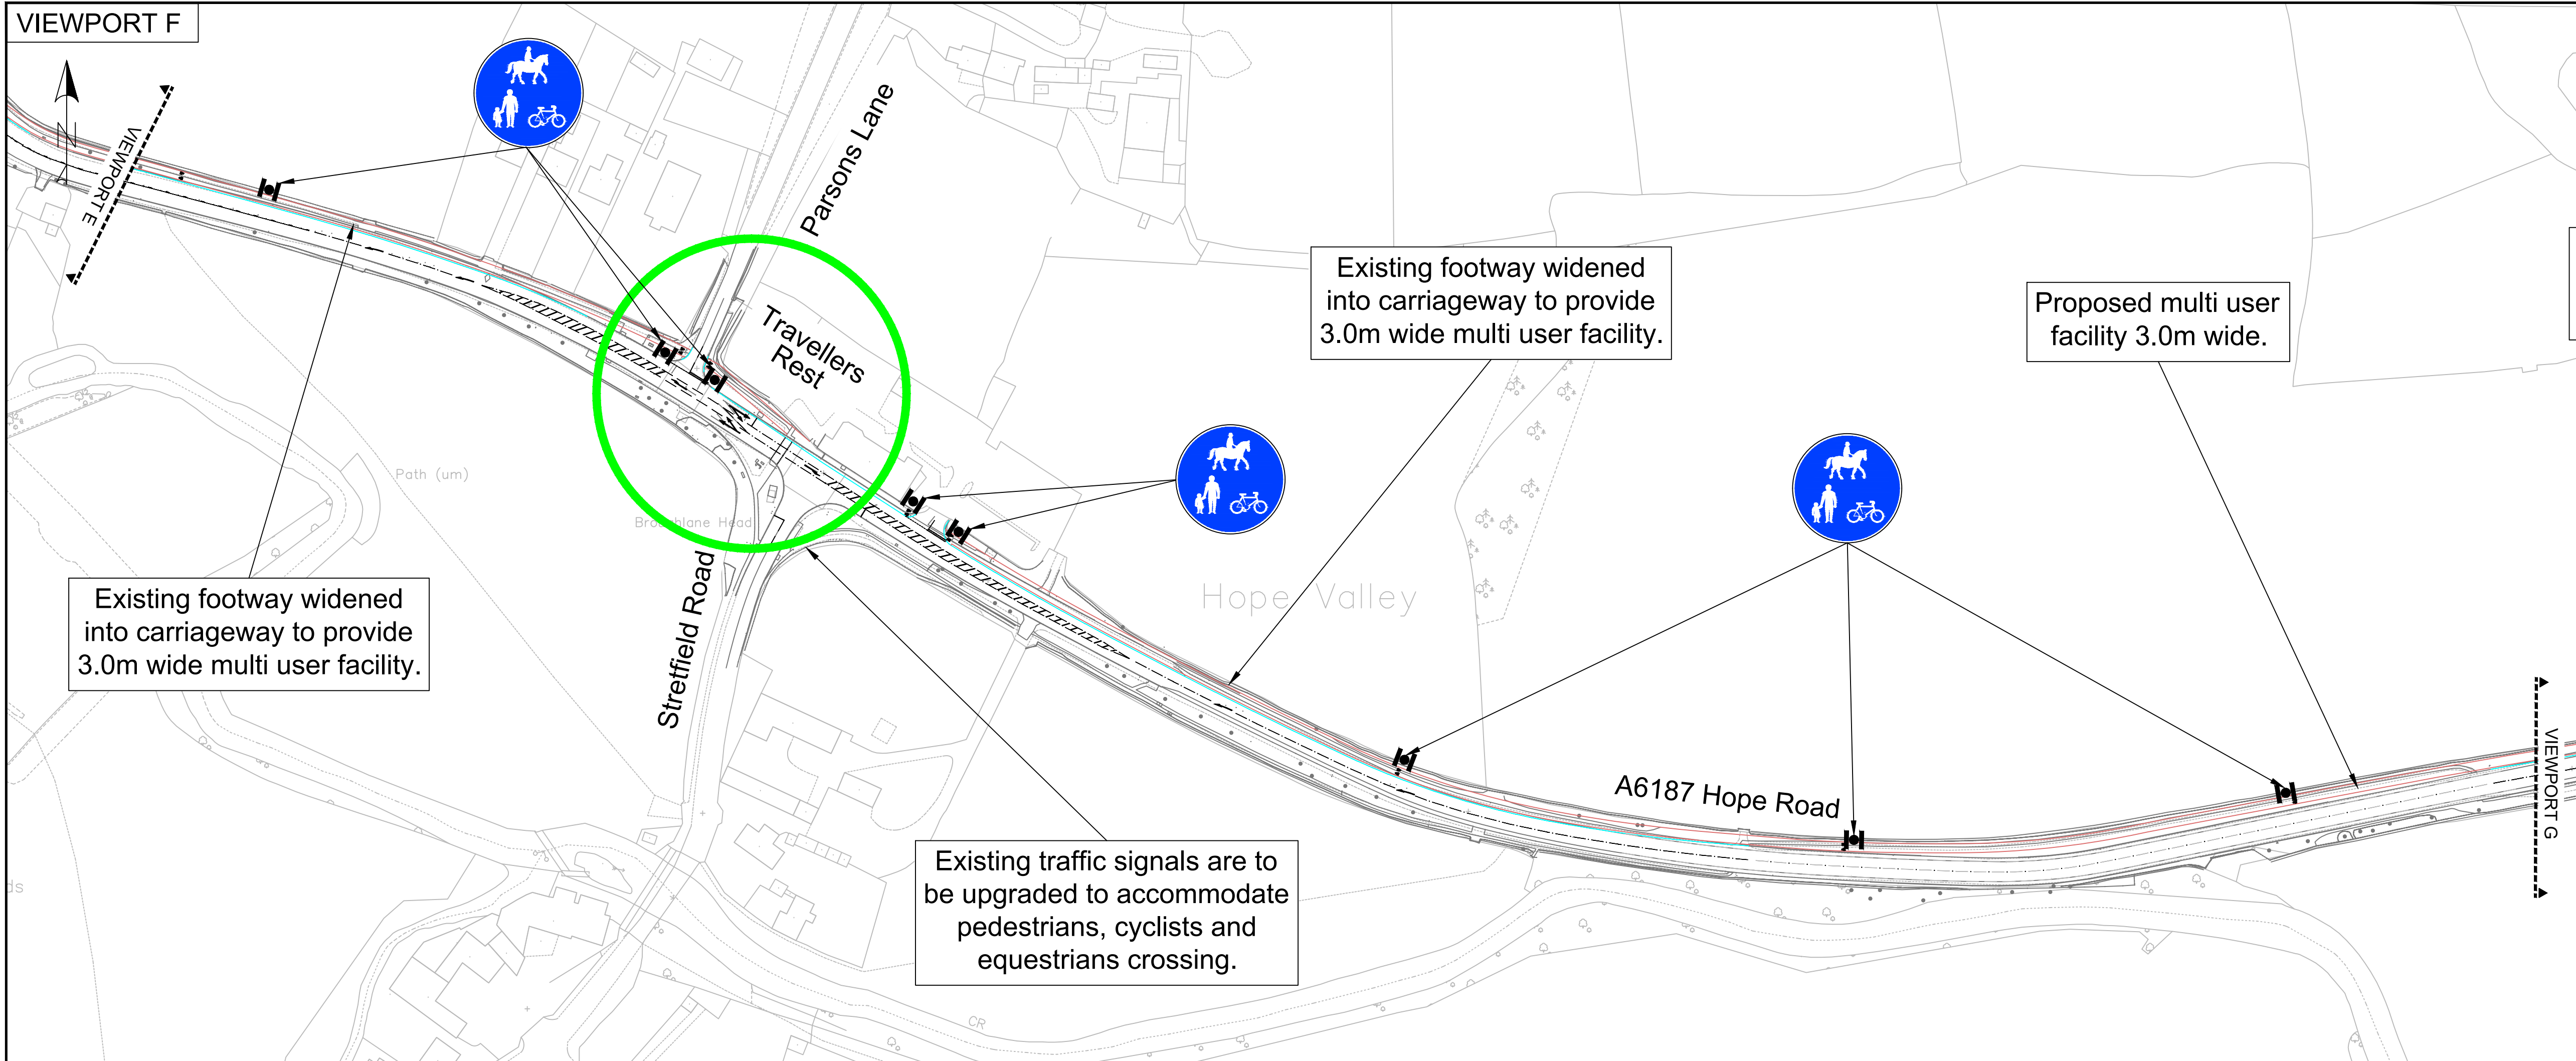 VIEWPORT F
N
VIEWPORT E
Parsons Lane
Travellers
Rest
Existing footway widened
into carriageway to provide
3.0m wide multi user facility.
Proposed multi user
facility 3.0m wide.
Path (um)
Broughlane Head
Stretfield Road
Hope Valley
Existing footway widened
into carriageway to provide
3.0m wide multi user facility.
A6187 Hope Road
VIEWPORT G
Existing traffic signals are to
be upgraded to accommodate
pedestrians, cyclists and
equestrians crossing.
ds
CR